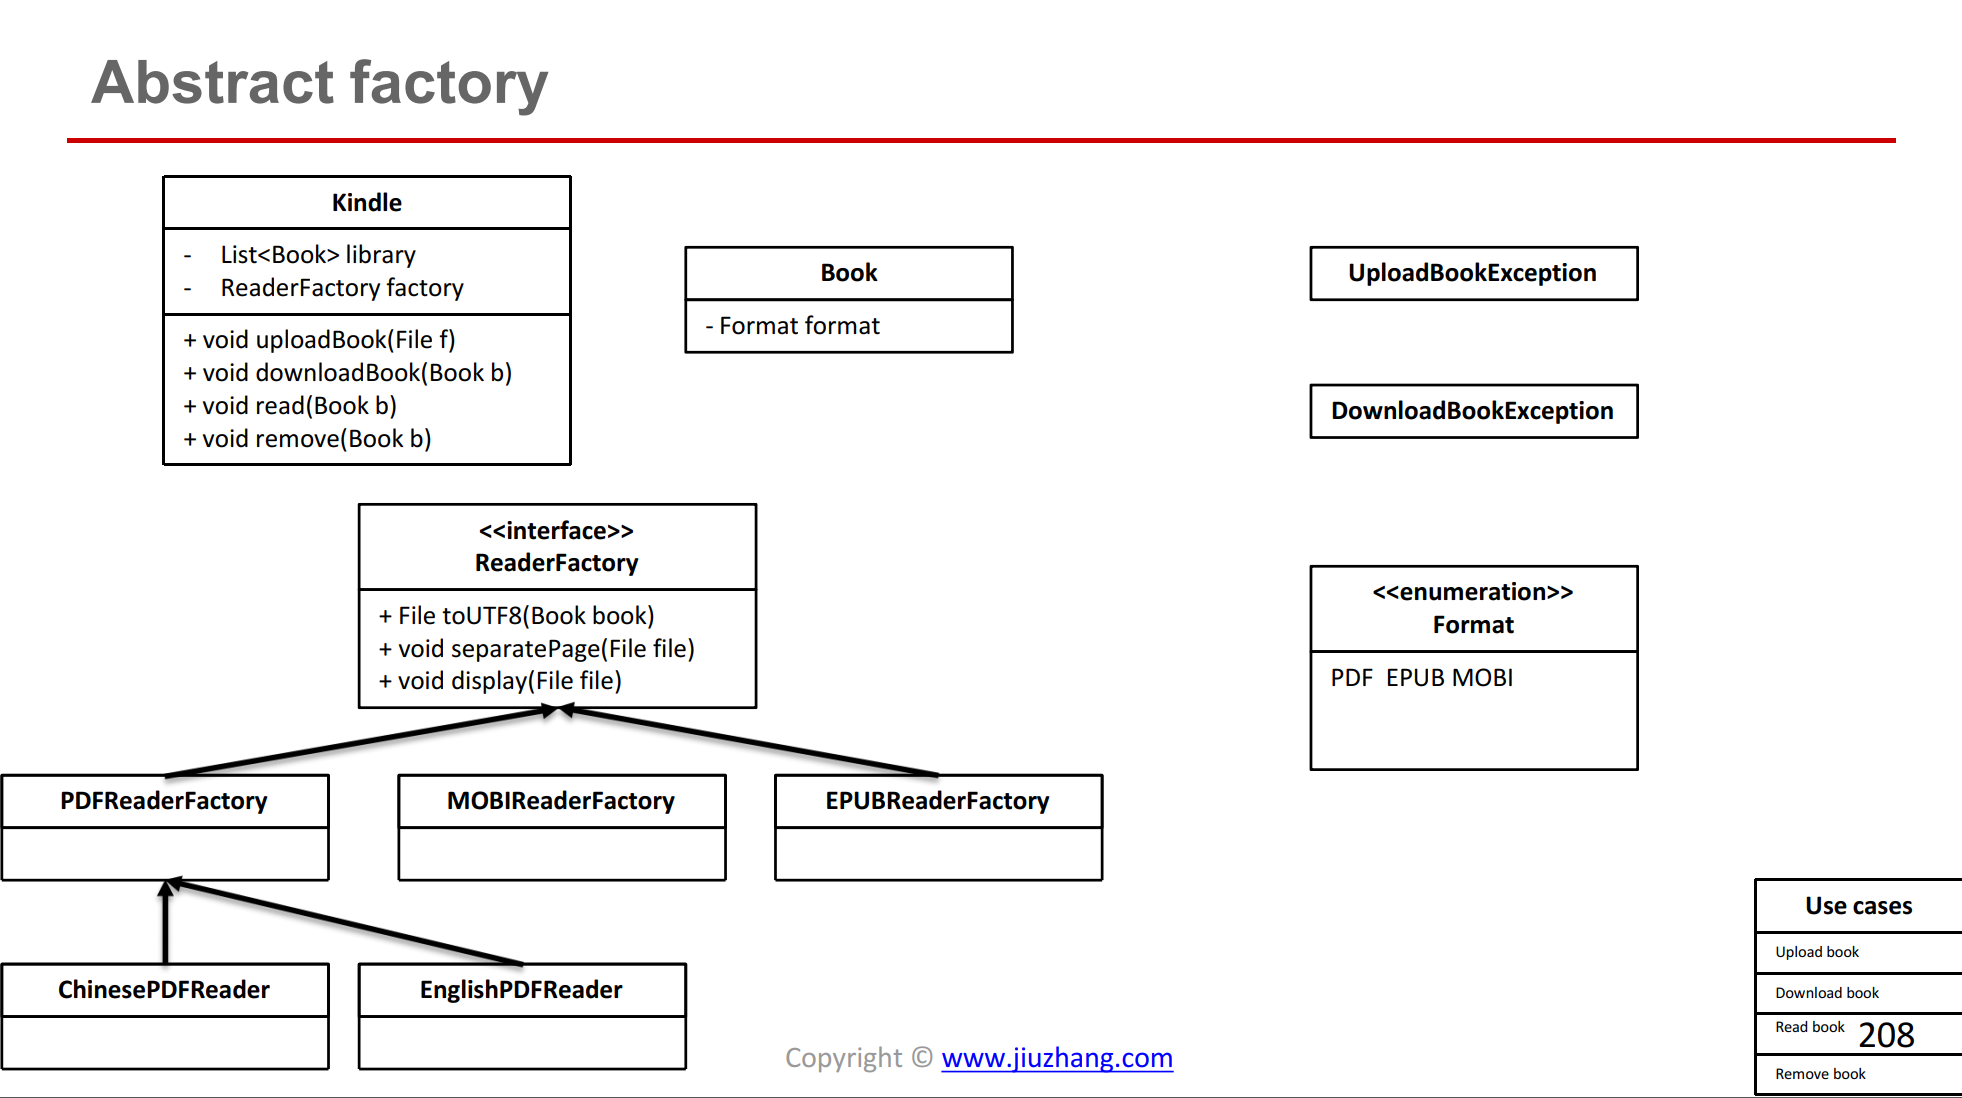 Abstract factory
Kindle
- List<Book> library
- ReaderFactory factory
+ void uploadBook(File f)
+ void downloadBook(Book b)
+ void read(Book b)
+ void remove(Book b)
Book
- Format format
UploadBookException
DownloadBookException
<<interface>>
ReaderFactory
+ File toUTF8(Book book)
+ void separatePage(File file)
+ void display(File file)
<<enumeration>>
Format
PDF EPUB MOBI
PDFReaderFactory
MOBIReaderFactory
EPUBReaderFactory
ChinesePDFReader
EnglishPDFReader
Use cases
Upload book
Download book
Read book
Remove book
208
Copyright © www.jiuzhang.com